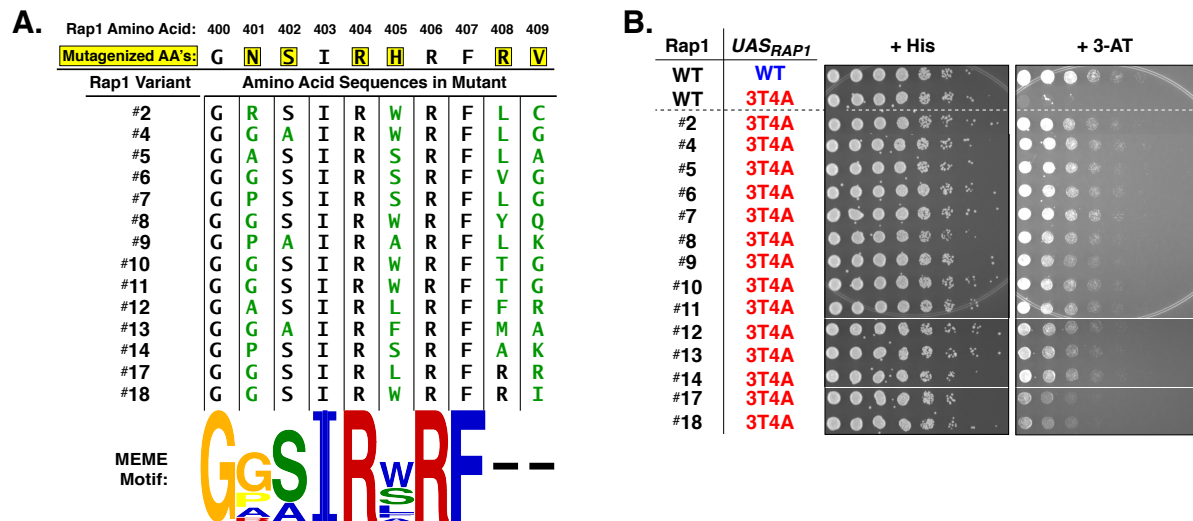 A.
Rap1 Amino Acid: 400 401 402 403 404 405 406 407 408 409
Mutagenized AA's: G N S I R H R F R V
Rap1 Variant Amino Acid Sequences in Mutant
#2 G R S I R W R F L C
#4 G G A I R W R F L G
#5 G A S I R S R F L A
#6 G G S I R S R F V G
#7 G P S I R S R F L G
#8 G G S I R W R F Y Q
#9 G P A I R A R F L K
#10 G G S I R W R F T G
#11 G G S I R W R F T G
#12 G A S I R L R F F R
#13 G G A I R F R F M A
#14 G P S I R S R F A K
#17 G G S I R L R F R R
#18 G G S I R W R F R I
MEME
Motif:
G G P A S A I R W S L R F - -
B.
Rap1 UAS RAP1 + His + 3-AT
WT WT
WT 3T4A
#2 3T4A
#4 3T4A
#5 3T4A
#6 3T4A
#7 3T4A
#8 3T4A
#9 3T4A
#10 3T4A
#11 3T4A
#12 3T4A
#13 3T4A
#14 3T4A
#17 3T4A
#18 3T4A